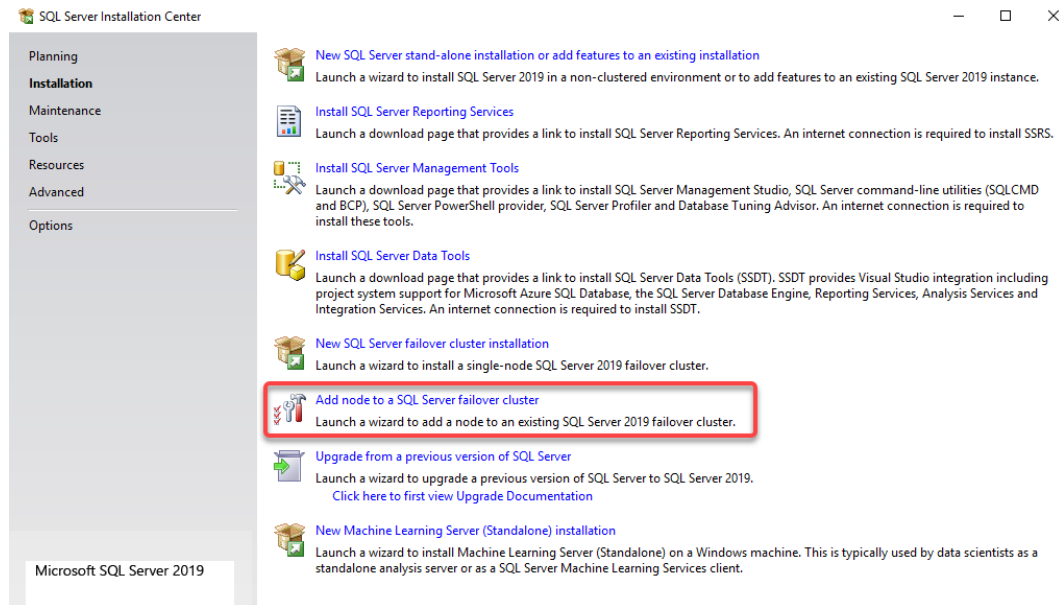 SQL Server Installation Center
Planning
Installation
Maintenance
Tools
Resources
Advanced
Options
Microsoft SQL Server 2019
New SQL Server stand-alone installation or add features to an existing installation
Launch a wizard to install SQL Server 2019 in a non-clustered environment or to add features to an existing SQL Server 2019 instance.
Install SQL Server Reporting Services
Launch a download page that provides a link to install SQL Server Reporting Services. An internet connection is required to install SSRS.
Install SQL Server Management Tools
Launch a download page that provides a link to install SQL Server Management Studio, SQL Server command-line utilities (SQLCMD
and BCP), SQL Server PowerShell provider, SQL Server Profiler and Database Tuning Advisor. An internet connection is required to
install these tools.
Install SQL Server Data Tools
Launch a download page that provides a link to install SQL Server Data Tools (SSDT). SSDT provides Visual Studio integration including
project system support for Microsoft Azure SQL Database, the SQL Server Database Engine, Reporting Services, Analysis Services and
Integration Services. An internet connection is required to install SSDT.
New SQL Server failover cluster installation
Launch a wizard to install a single-node SQL Server 2019 failover cluster.
Add node to a SQL Server failover cluster
Launch a wizard to add a node to an existing SQL Server 2019 failover cluster.
Upgrade from a previous version of SQL Server
Launch a wizard to upgrade a previous version of SQL Server to SQL Server 2019.
Click here to first view Upgrade Documentation
New Machine Learning Server (Standalone) installation
Launch a wizard to install Machine Learning Server (Standalone) on a Windows machine. This is typically used by data scientists as a
standalone analysis server or as a SQL Server Machine Learning Services client.